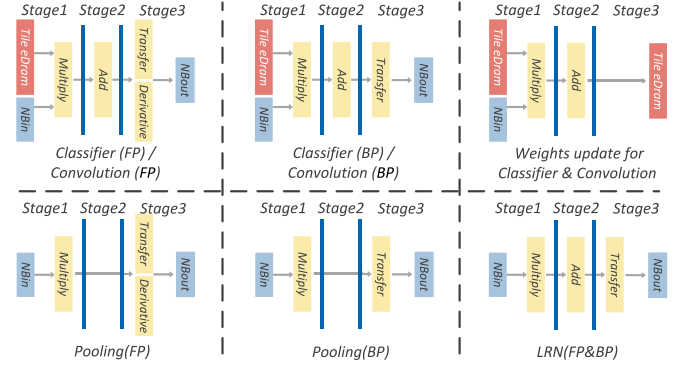 Stage1 Stage2 Stage3
Tile eDram
NBin
Multiply
Add
Transfer
Derivative
NBout
Classifier (FP) /
Convolution (FP)
Stage1 Stage2 Stage3
Tile eDram
NBin
Multiply
Add
Transfer
NBout
Classifier (BP) /
Convolution (BP)
Stage1 Stage2 Stage3
Tile eDram
NBin
Multiply
Add
Tile eDram
Weights update for
Classifier & Convolution
Stage1 Stage2 Stage3
NBin
Multiply
Transfer
Derivative
NBout
Pooling(FP)
Stage1 Stage2 Stage3
NBin
Multiply
Transfer
NBout
Pooling(BP)
Stage1 Stage2 Stage3
NBin
Multiply
Add
Transfer
NBout
LRN(FP&BP)